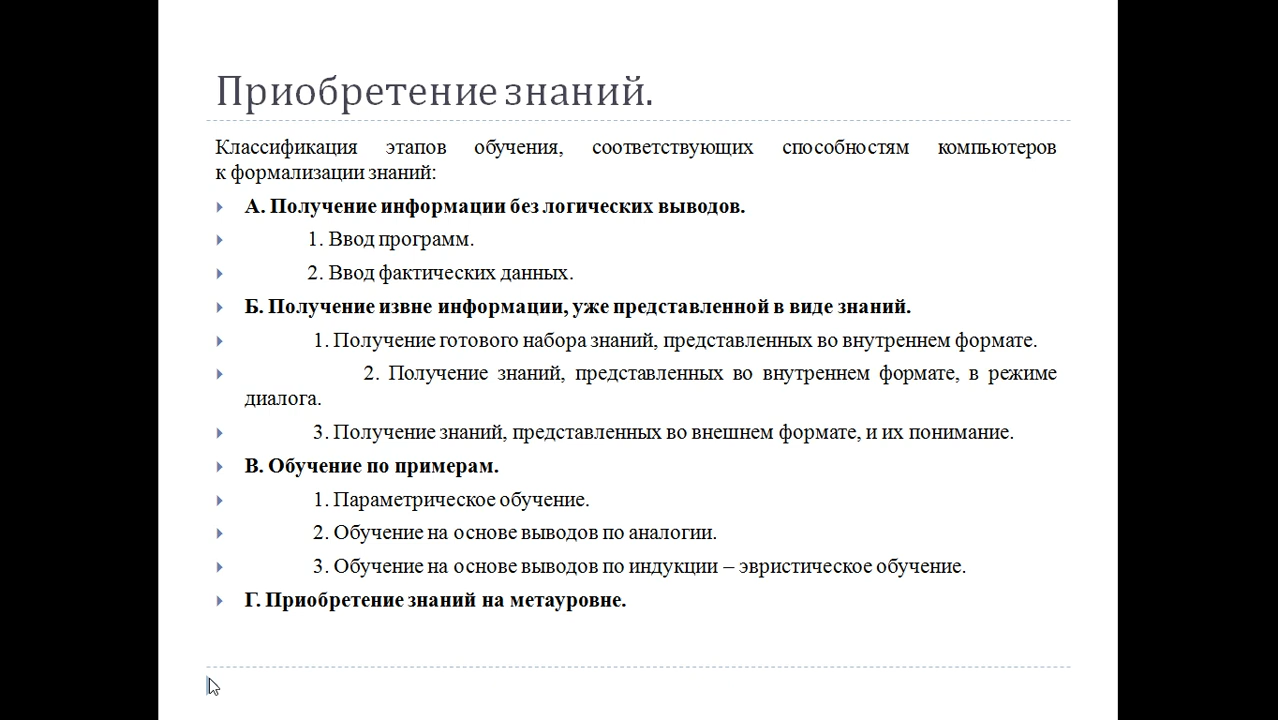 Приобретение знаний.
Классификация этапов обучения, соответствующих способностям компьютеров
к формализации знаний:
А. Получение информации без логических выводов.
1. Ввод программ.
2. Ввод фактических данных.
Б. Получение извне информации, уже представленной в виде знаний.
1. Получение готового набора знаний, представленных во внутреннем формате.
2. Получение знаний, представленных во внутреннем формате, в режиме
диалога.
3. Получение знаний, представленных во внешнем формате, и их понимание.
В. Обучение по примерам.
1. Параметрическое обучение.
2. Обучение на основе выводов по аналогии.
3. Обучение на основе выводов по индукции – эвристическое обучение.
Г. Приобретение знаний на метауровне.